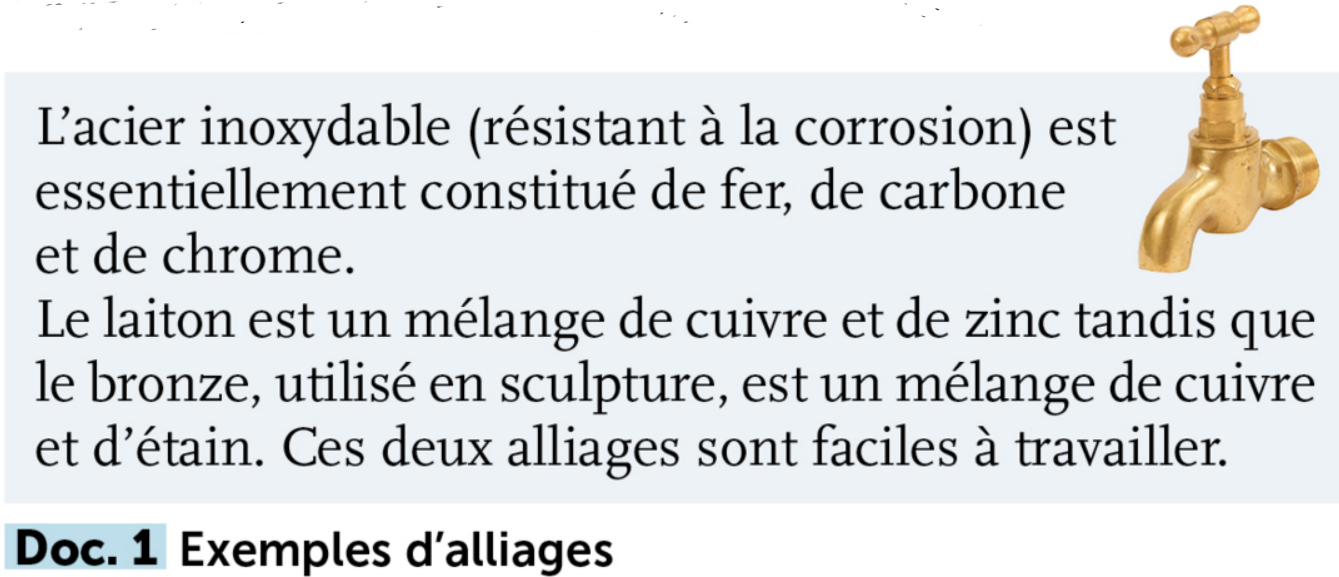 L'acier inoxydable (résistant à la corrosion) est
essentiellement constitué de fer, de carbone
et de chrome.
Le laiton est un mélange de cuivre et de zinc tandis que
le bronze, utilisé en sculpture, est un mélange de cuivre
et d'étain. Ces deux alliages sont faciles à travailler.
Doc. 1 Exemples d'alliages